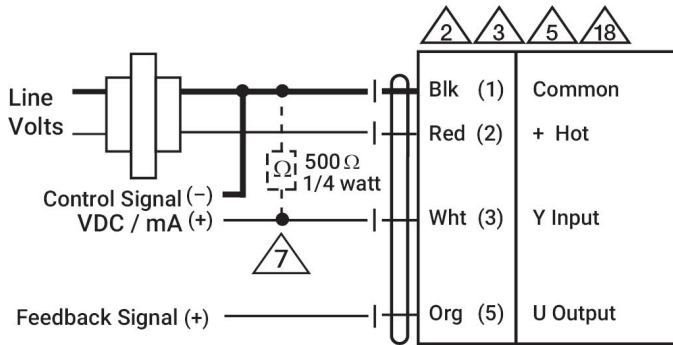 2 3 5 18
Line
Volts
Blk (1) Common
Red (2) + Hot
Ω 500 Ω
1/4 watt
Control Signal (−)
VDC / mA (+)
Wht (3) Y Input
7
Feedback Signal (+)
Org (5) U Output